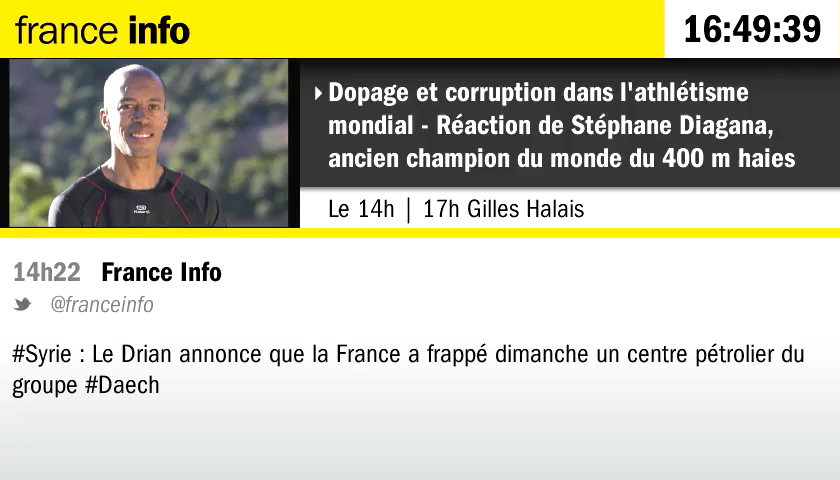 france info
16:49:39
Dopage et corruption dans l'athlétisme
mondial - Réaction de Stéphane Diagana,
ancien champion du monde du 400 m haies
Le 14h | 17h Gilles Halais
14h22 France Info
@franceinfo
#Syrie : Le Drian annonce que la France a frappé dimanche un centre pétrolier du
groupe #Daech